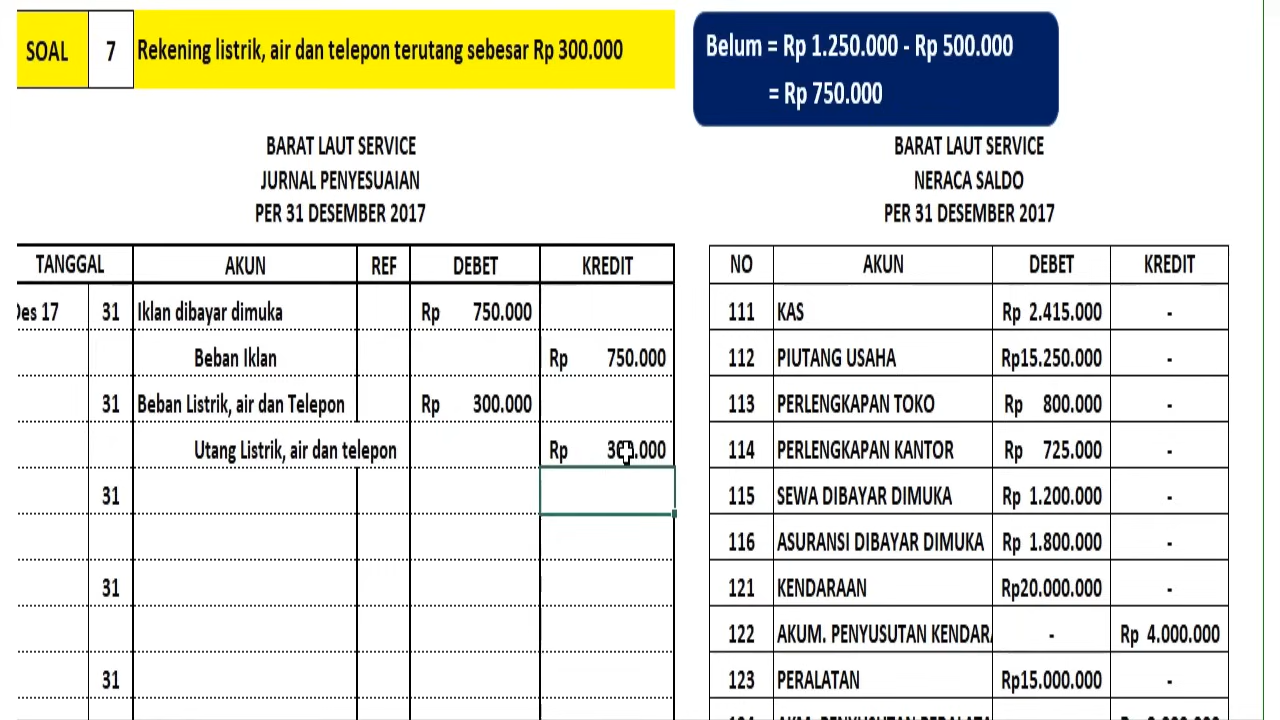 SOAL 7 Rekening listrik, air dan telepon terutang sebesar Rp 300.000
Belum = Rp 1.250.000 - Rp 500.000
= Rp 750.000
BARAT LAUT SERVICE
JURNAL PENYESUAIAN
PER 31 DESEMBER 2017
TANGGAL AKUN REF DEBET KREDIT
Des 17 31 Iklan dibayar dimuka Rp 750.000
Beban Iklan Rp 750.000
31 Beban Listrik, air dan Telepon Rp 300.000
Utang Listrik, air dan telepon Rp 300.000
31
31
31
BARAT LAUT SERVICE
NERACA SALDO
PER 31 DESEMBER 2017
NO AKUN DEBET KREDIT
111 KAS Rp 2.415.000 -
112 PIUTANG USAHA Rp15.250.000 -
113 PERLENGKAPAN TOKO Rp 800.000 -
114 PERLENGKAPAN KANTOR Rp 725.000 -
115 SEWA DIBAYAR DIMUKA Rp 1.200.000 -
116 ASURANSI DIBAYAR DIMUKA Rp 1.800.000 -
121 KENDARAAN Rp20.000.000 -
122 AKUM. PENYUSUTAN KENDARA - Rp 4.000.000
123 PERALATAN Rp15.000.000 -